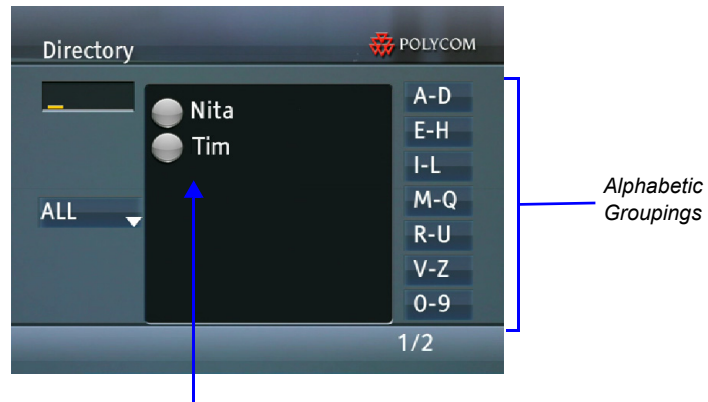 Directory
POLYCOM
Nita
Tim
ALL
A-D
E-H
I-L
M-Q
R-U
V-Z
0-9
1/2
Alphabetic
Groupings